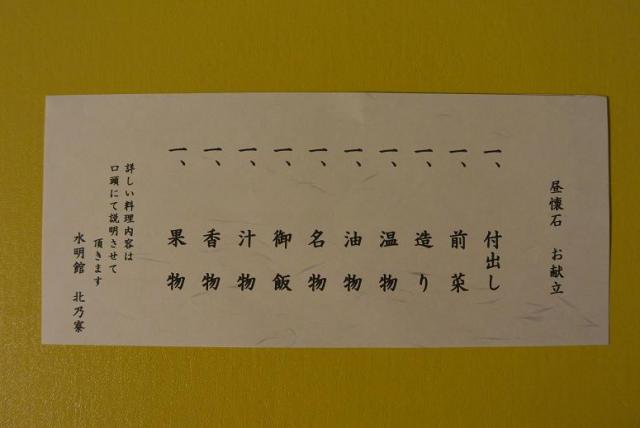 昼懐石 お献立
一、付出し
一、前菜
一、造り
一、温物
一、油物
一、名物
一、御飯
一、汁物
一、香物
一、果物
詳しい料理内容は
口頭にて説明させて
頂きます
水明館 北乃寮